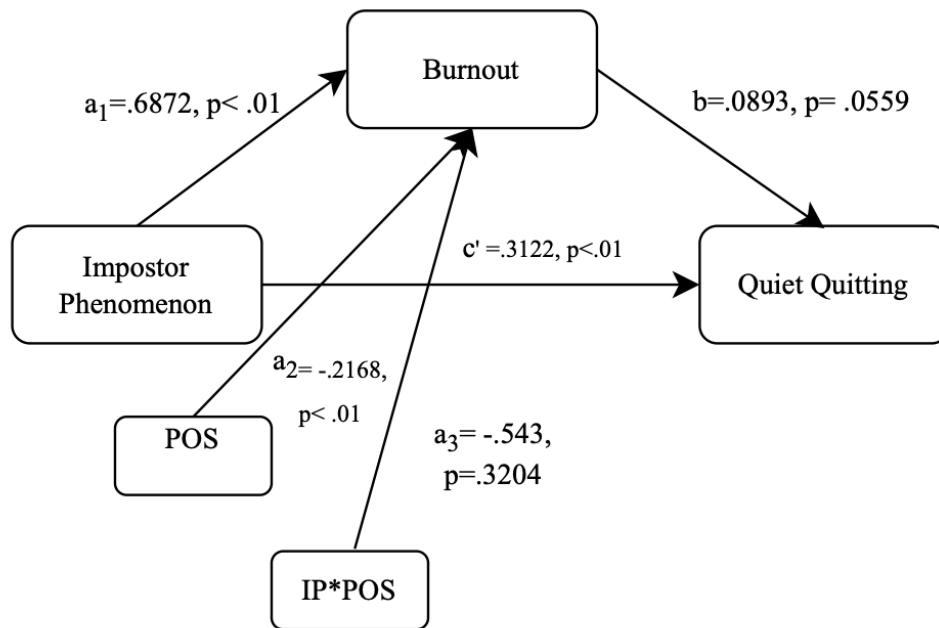 Burnout
a1=.6872, p< .01
b=.0893, p= .0559
c' =.3122, p<.01
Impostor
Phenomenon
Quiet Quitting
a2= -.2168,
p< .01
POS
a3= -.543,
p=.3204
IP*POS